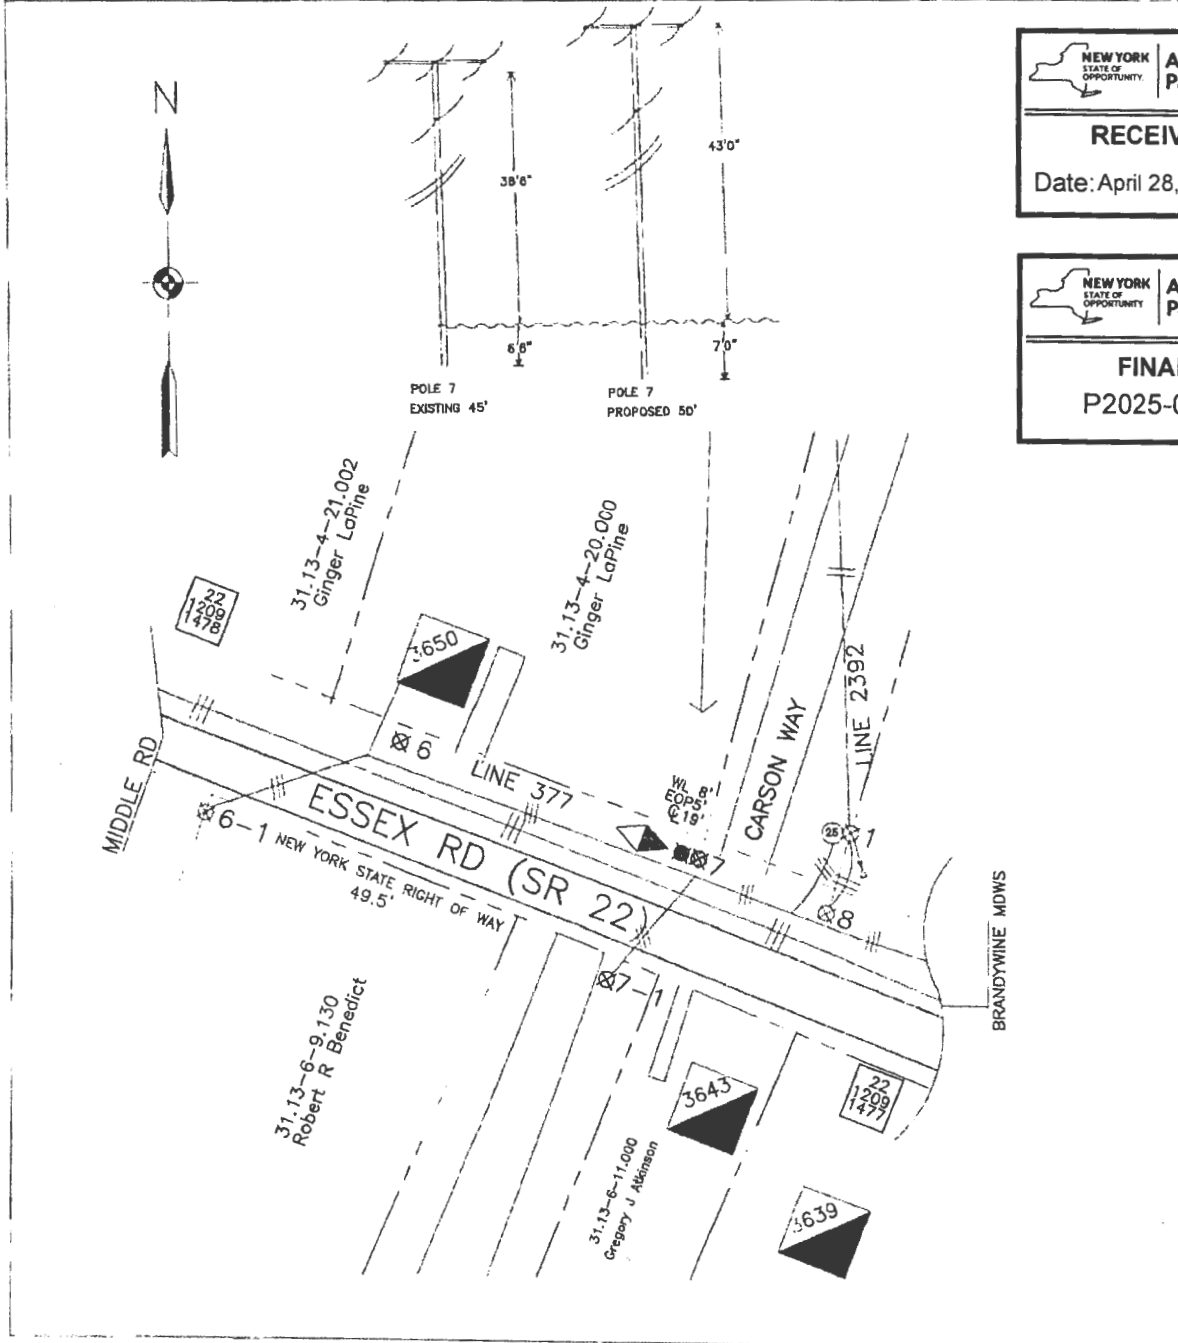 N
38'6"
43'0"
6'6"
7'0"
POLE 7
EXISTING 45'
POLE 7
PROPOSED 50'
NEW YORK
STATE OF
OPPORTUNITY.
RECEIV
Date: April 28,
NEW YORK
STATE OF
OPPORTUNITY
FINA
P2025-0
31.13-4-21.002
Ginger LaPine
31.13-4-20.000
Ginger LaPine
22
1209
1478
3650
6
LINE 377
MIDDLE RD
6-1
ESSEX RD (SR 22)
NEW YORK STATE RIGHT OF WAY
49.5'
WL 8'
EOP5'
℄ 19'
7
CARSON WAY
LINE 2392
25
1
8
BRANDYWINE MDWS
7-1
31.13-6-9.130
Robert R Benedict
3643
22
1209
1477
31.13-6-11.000
Gregory J Atkinson
3639